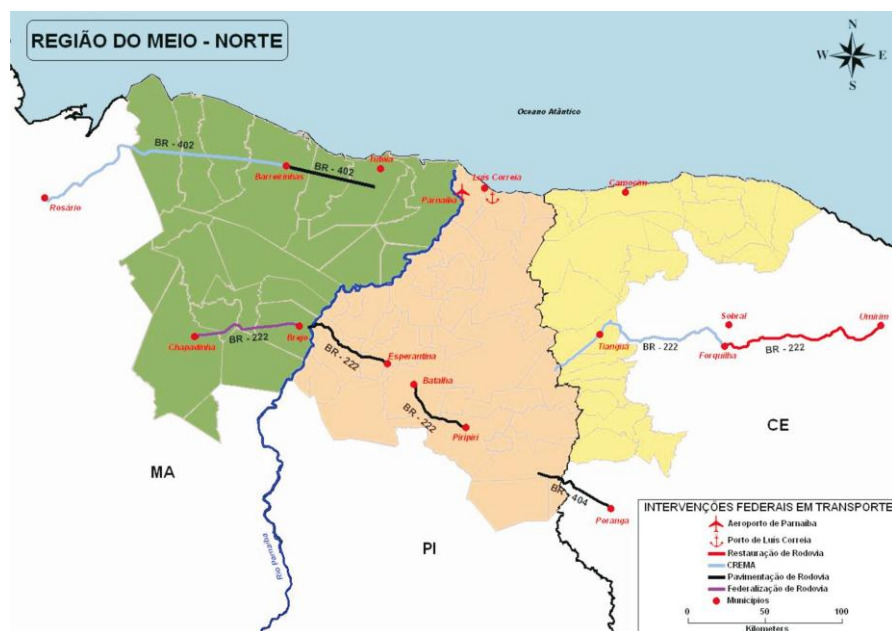 REGIÃO DO MEIO - NORTE
N
W E
S
Oceano Atlântico
BR - 402
Barreirinhas
BR - 402
Tutóia
Luís Correia
Parnaíba
Camosim
Rosário
Chapadinha
BR - 222
Brejo
BR - 222
Esperantina
Batalha
BR - 222
Piripiri
Tianguá
BR - 222
Sobral
Forquilha
BR - 222
Umirim
MA
PI
CE
BR - 404
Poranga
Rio Parnaíba
INTERVENÇÕES FEDERAIS EM TRANSPORTE
Aeroporto de Parnaíba
Porto de Luís Correia
Restauração de Rodovia
CREMA
Pavimentação de Rodovia
Federalização de Rodovia
Municípios
0 50 100
Kilometers